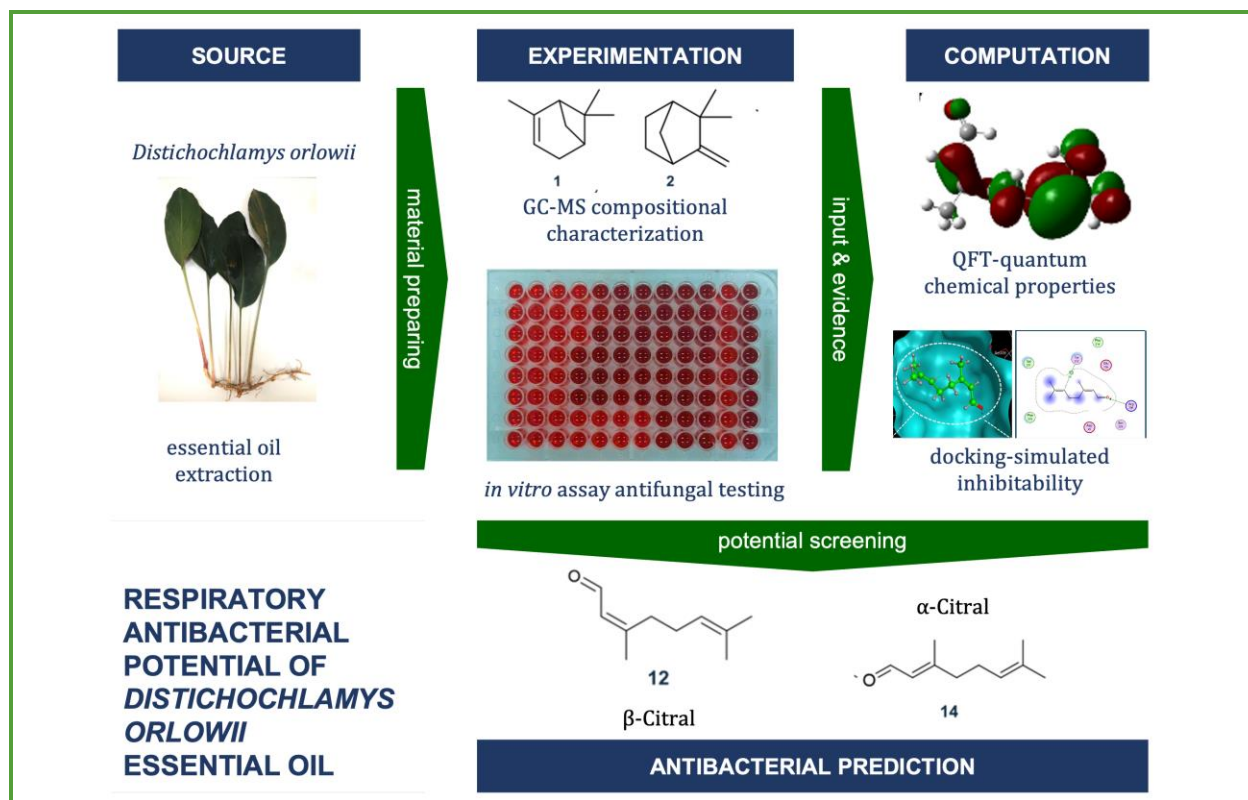 SOURCE
Distichochlamys orlowii
essential oil
extraction
material preparing
EXPERIMENTATION
1
2
GC-MS compositional
characterization
in vitro assay antifungal testing
input & evidence
COMPUTATION
QFT-quantum
chemical properties
docking-simulated
inhibitability
potential screening
O
12
β-Citral
α-Citral
O
14
ANTIBACTERIAL PREDICTION
RESPIRATORY
ANTIBACTERIAL
POTENTIAL OF
DISTICHOCHLAMYS
ORLOWII
ESSENTIAL OIL